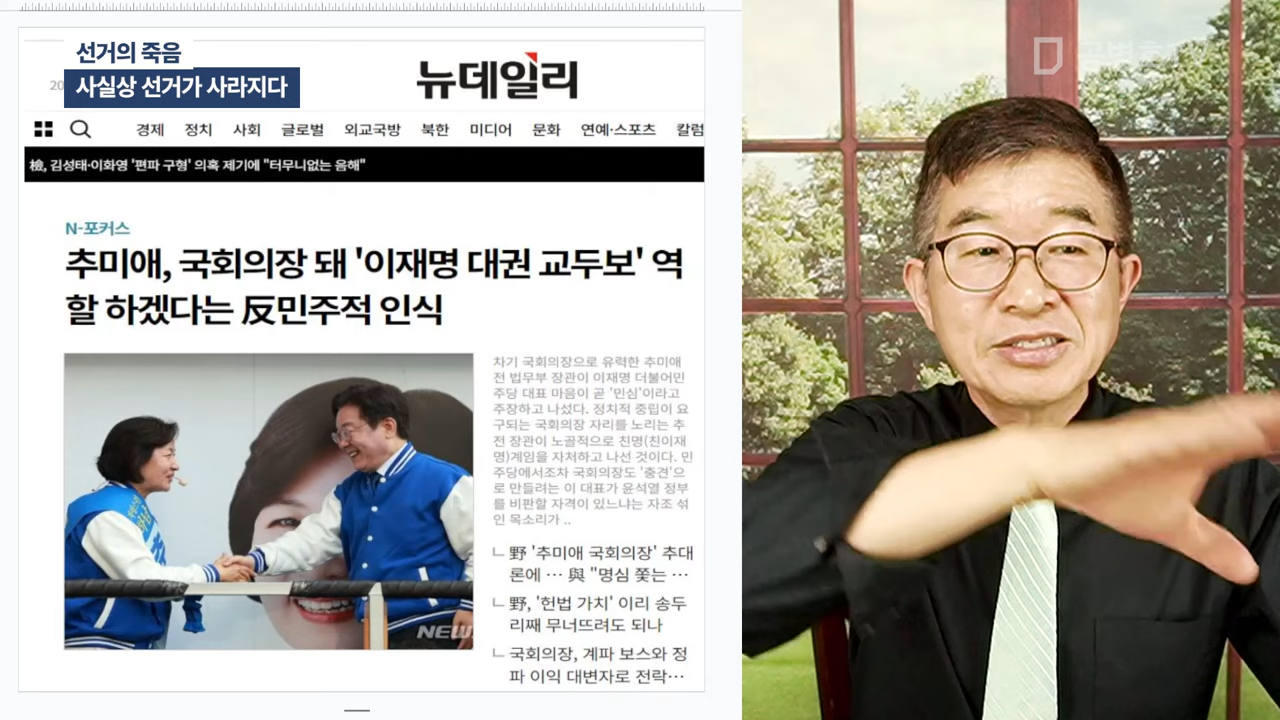 선거의 죽음
사실상 선거가 사라지다
20
뉴데일리
경제 정치 사회 글로벌 외교국방 북한 미디어 문화 연예·스포츠 칼럼
檢, 김성태·이화영 '편파 구형' 의혹 제기에 "터무니없는 음해"
N-포커스
추미애, 국회의장 돼 '이재명 대권 교두보' 역
할 하겠다는 反민주적 인식
차기 국회의장으로 유력한 추미애
전 법무부 장관이 이재명 더불어민
주당 대표 마음이 곧 '민심'이라고
주장하고 나섰다. 정치적 중립이 요
구되는 국회의장 자리를 노리는 추
전 장관이 노골적으로 친명(친이재
명)계임을 자처하고 나선 것이다. 민
주당에서조차 국회의장도 '충견'으
로 만들려는 이 대표가 윤석열 정부
를 비판할 자격이 있느냐는 자조 섞
인 목소리가 ..
ㄴ 野 '추미애 국회의장' 추대
론에 … 與 "명심 쫓는 …
ㄴ 野, '헌법 가치' 이리 송두
리째 무너뜨려도 되나
ㄴ 국회의장, 계파 보스와 정
파 이익 대변자로 전락…
NEW